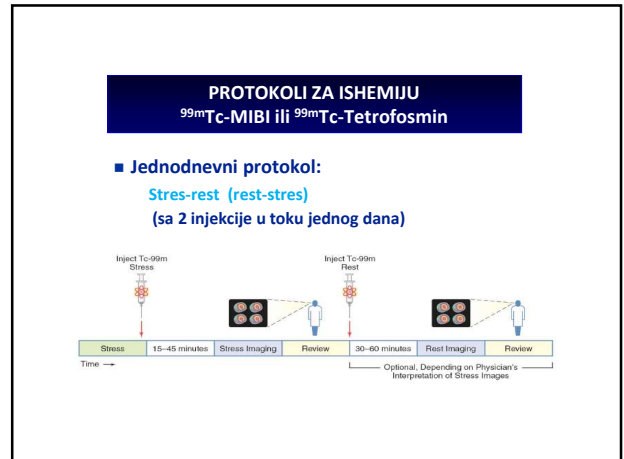 PROTOKOLI ZA ISHEMIJU
99mTc-MIBI ili 99mTc-Tetrofosmin
■ Jednodnevni protokol:
Stres-rest (rest-stres)
(sa 2 injekcije u toku jednog dana)
Inject Tc-99m
Stress
Inject Tc-99m
Rest
Stress 15–45 minutes Stress Imaging Review 30–60 minutes Rest Imaging Review
Time →
Optional, Depending on Physician's
Interpretation of Stress Images